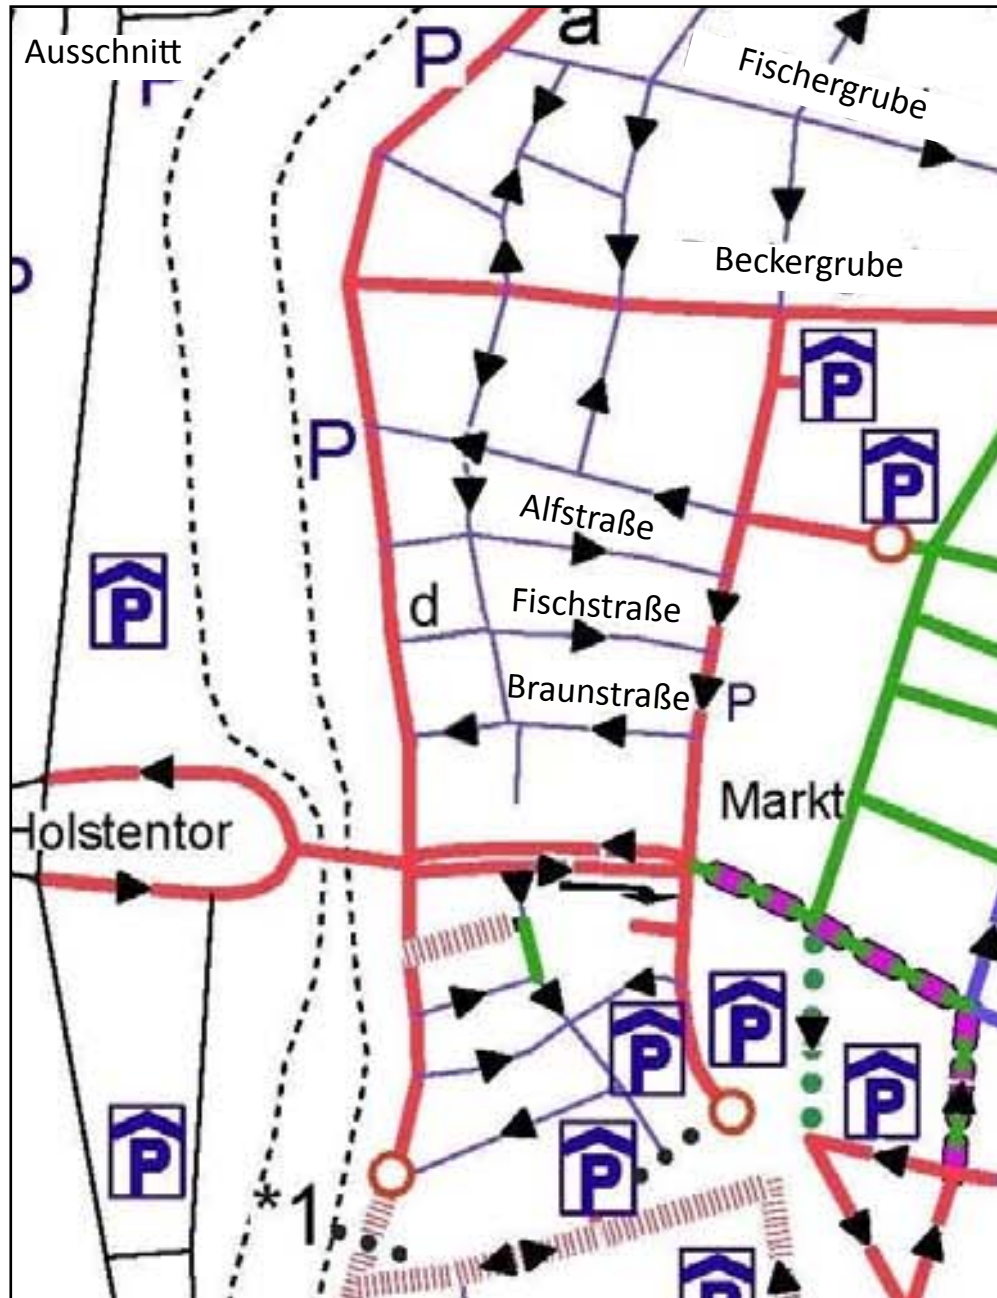 Ausschnitt
a
P
Fischergrube
P
P
Beckergrube
P
P
P
Alfstraße
P
d
Fischstraße
Braunstraße
P
Markt
Holstentor
P
P
P
P
P
*1
P